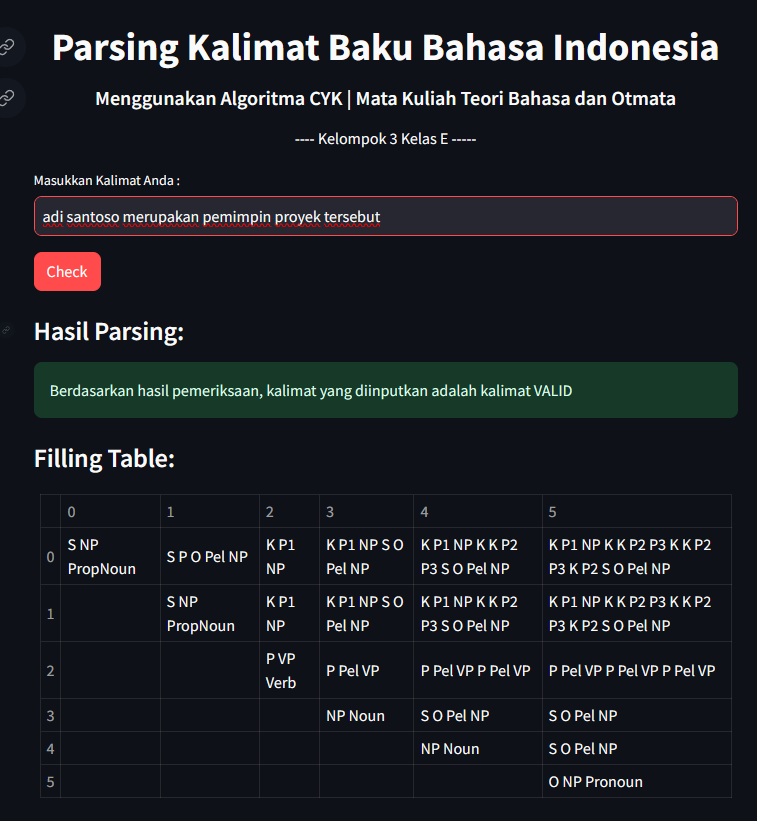 Parsing Kalimat Baku Bahasa Indonesia
Menggunakan Algoritma CYK | Mata Kuliah Teori Bahasa dan Otmata
---- Kelompok 3 Kelas E -----
Masukkan Kalimat Anda :
adi santoso merupakan pemimpin proyek tersebut
Check
Hasil Parsing:
Berdasarkan hasil pemeriksaan, kalimat yang diinputkan adalah kalimat VALID
Filling Table:
0 1 2 3 4 5
0 S NP PropNoun S P O Pel NP K P1 NP K P1 NP S O Pel NP K P1 NP K K P2 P3 S O Pel NP K P1 NP K K P2 P3 K K P2 P3 K P2 S O Pel NP
1 S NP PropNoun K P1 NP K P1 NP S O Pel NP K P1 NP K K P2 P3 S O Pel NP K P1 NP K K P2 P3 K K P2 P3 K P2 S O Pel NP
2 P VP Verb P Pel VP P Pel VP P Pel VP P Pel VP P Pel VP P Pel VP
3 NP Noun S O Pel NP S O Pel NP
4 NP Noun S O Pel NP
5 O NP Pronoun